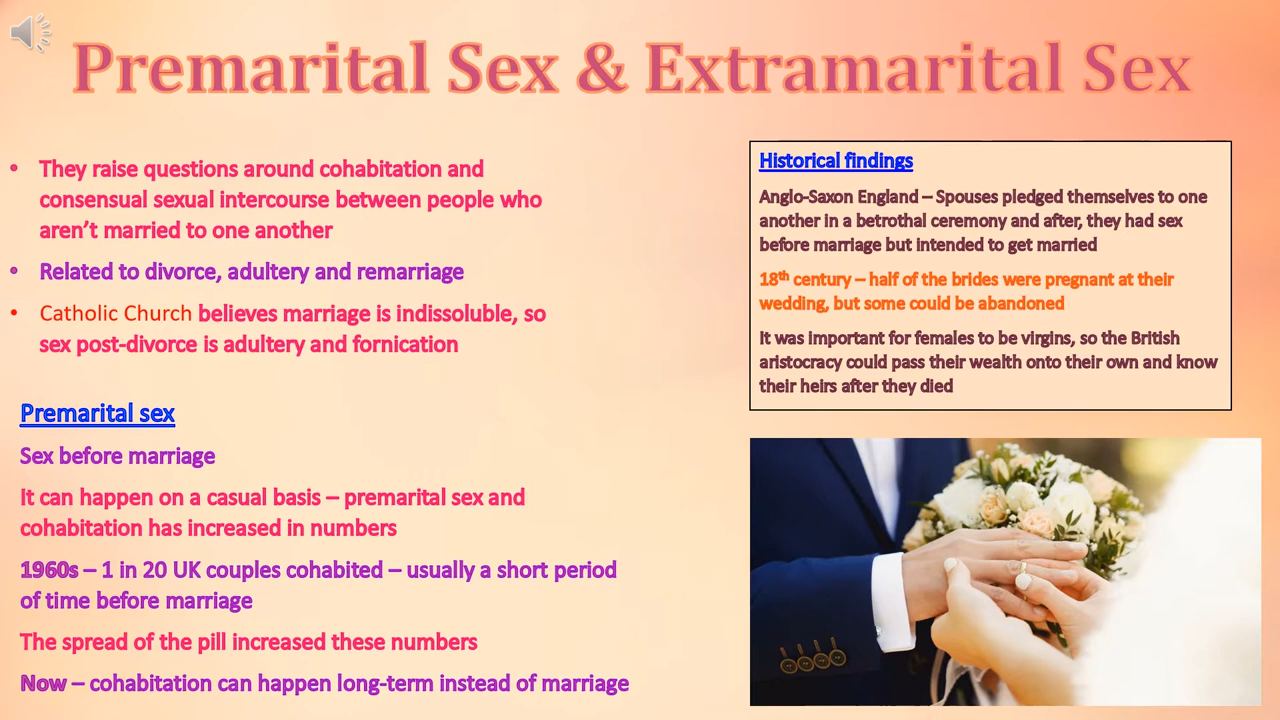 Premarital Sex & Extramarital Sex
• They raise questions around cohabitation and
consensual sexual intercourse between people who
aren’t married to one another
• Related to divorce, adultery and remarriage
• Catholic Church believes marriage is indissoluble, so
sex post-divorce is adultery and fornication
Premarital sex
Sex before marriage
It can happen on a casual basis – premarital sex and
cohabitation has increased in numbers
1960s – 1 in 20 UK couples cohabited – usually a short period
of time before marriage
The spread of the pill increased these numbers
Now – cohabitation can happen long-term instead of marriage
Historical findings
Anglo-Saxon England – Spouses pledged themselves to one
another in a betrothal ceremony and after, they had sex
before marriage but intended to get married
18th century – half of the brides were pregnant at their
wedding, but some could be abandoned
It was important for females to be virgins, so the British
aristocracy could pass their wealth onto their own and know
their heirs after they died